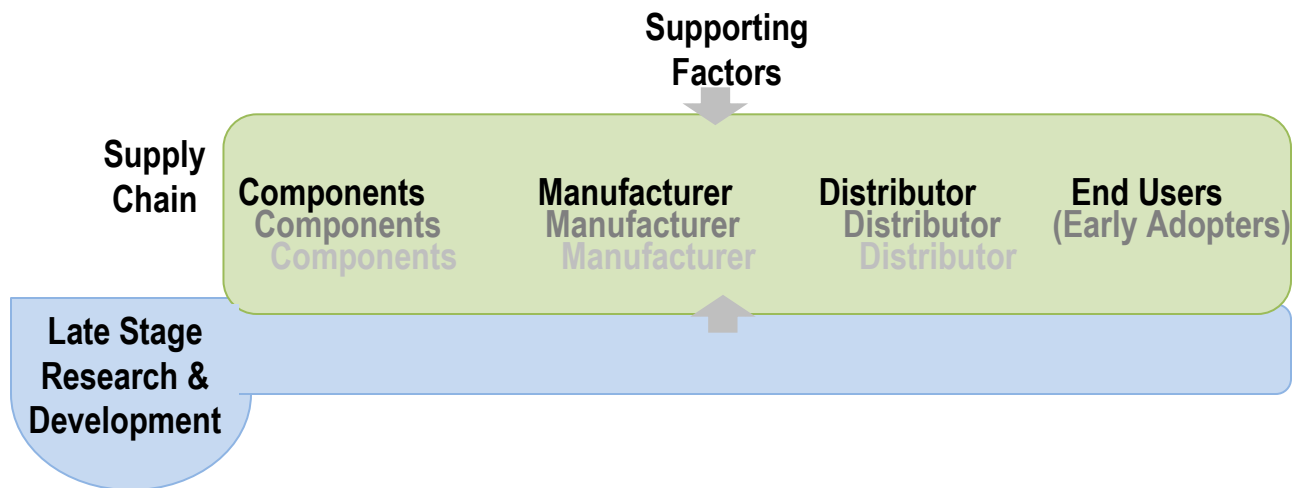 Supporting
Factors
Supply
Chain
Components Manufacturer Distributor End Users
Components Manufacturer Distributor (Early Adopters)
Components Manufacturer Distributor
Late Stage
Research &
Development